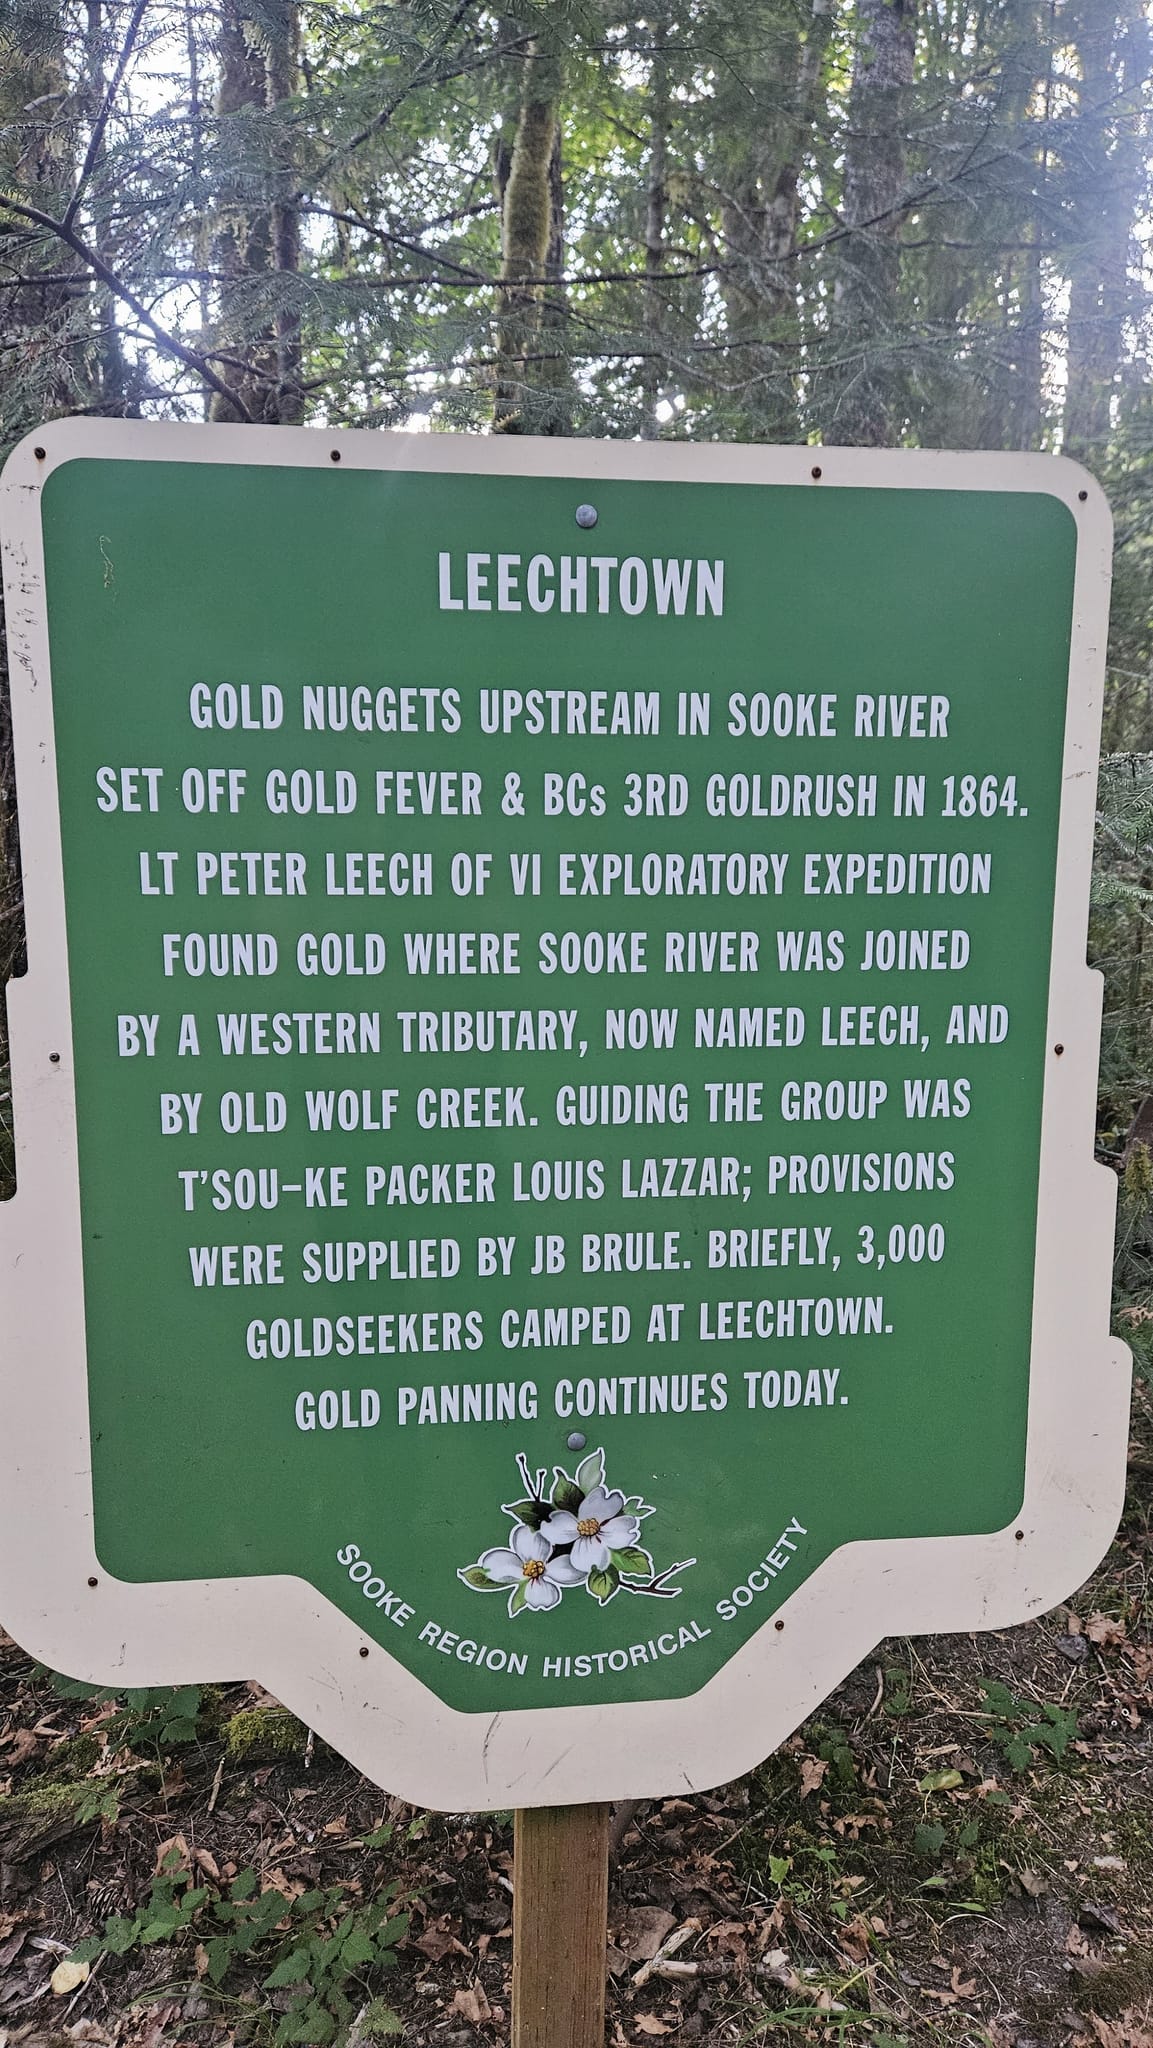 LEECHTOWN
GOLD NUGGETS UPSTREAM IN SOOKE RIVER
SET OFF GOLD FEVER & BCs 3RD GOLDRUSH IN 1864.
LT PETER LEECH OF VI EXPLORATORY EXPEDITION
FOUND GOLD WHERE SOOKE RIVER WAS JOINED
BY A WESTERN TRIBUTARY, NOW NAMED LEECH, AND
BY OLD WOLF CREEK. GUIDING THE GROUP WAS
T'SOU-KE PACKER LOUIS LAZZAR; PROVISIONS
WERE SUPPLIED BY JB BRULE. BRIEFLY, 3,000
GOLDSEEKERS CAMPED AT LEECHTOWN.
GOLD PANNING CONTINUES TODAY.
SOOKE REGION HISTORICAL SOCIETY